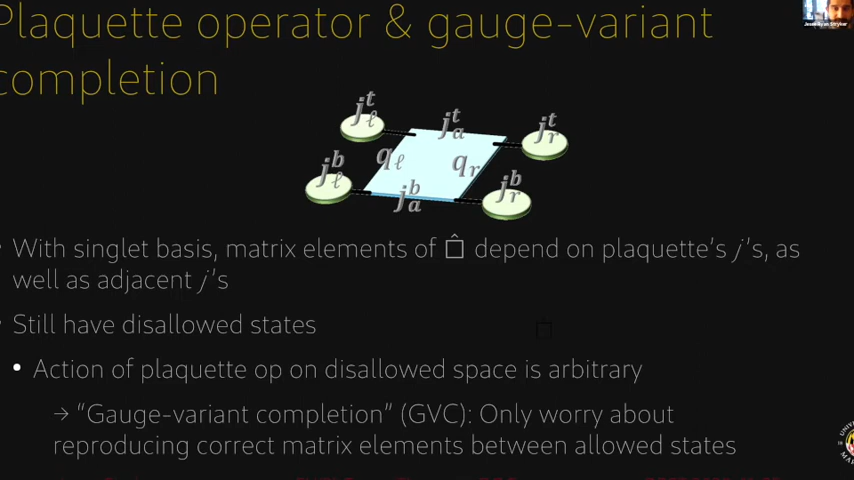 Plaquette operator & gauge-variant
completion
j_ℓ^t j_a^t j_r^t
q_ℓ q_r
j_ℓ^b j_a^b j_r^b
With singlet basis, matrix elements of □̂ depend on plaquette's j's, as
well as adjacent j's
Still have disallowed states
• Action of plaquette op on disallowed space is arbitrary
→ "Gauge-variant completion" (GVC): Only worry about
reproducing correct matrix elements between allowed states